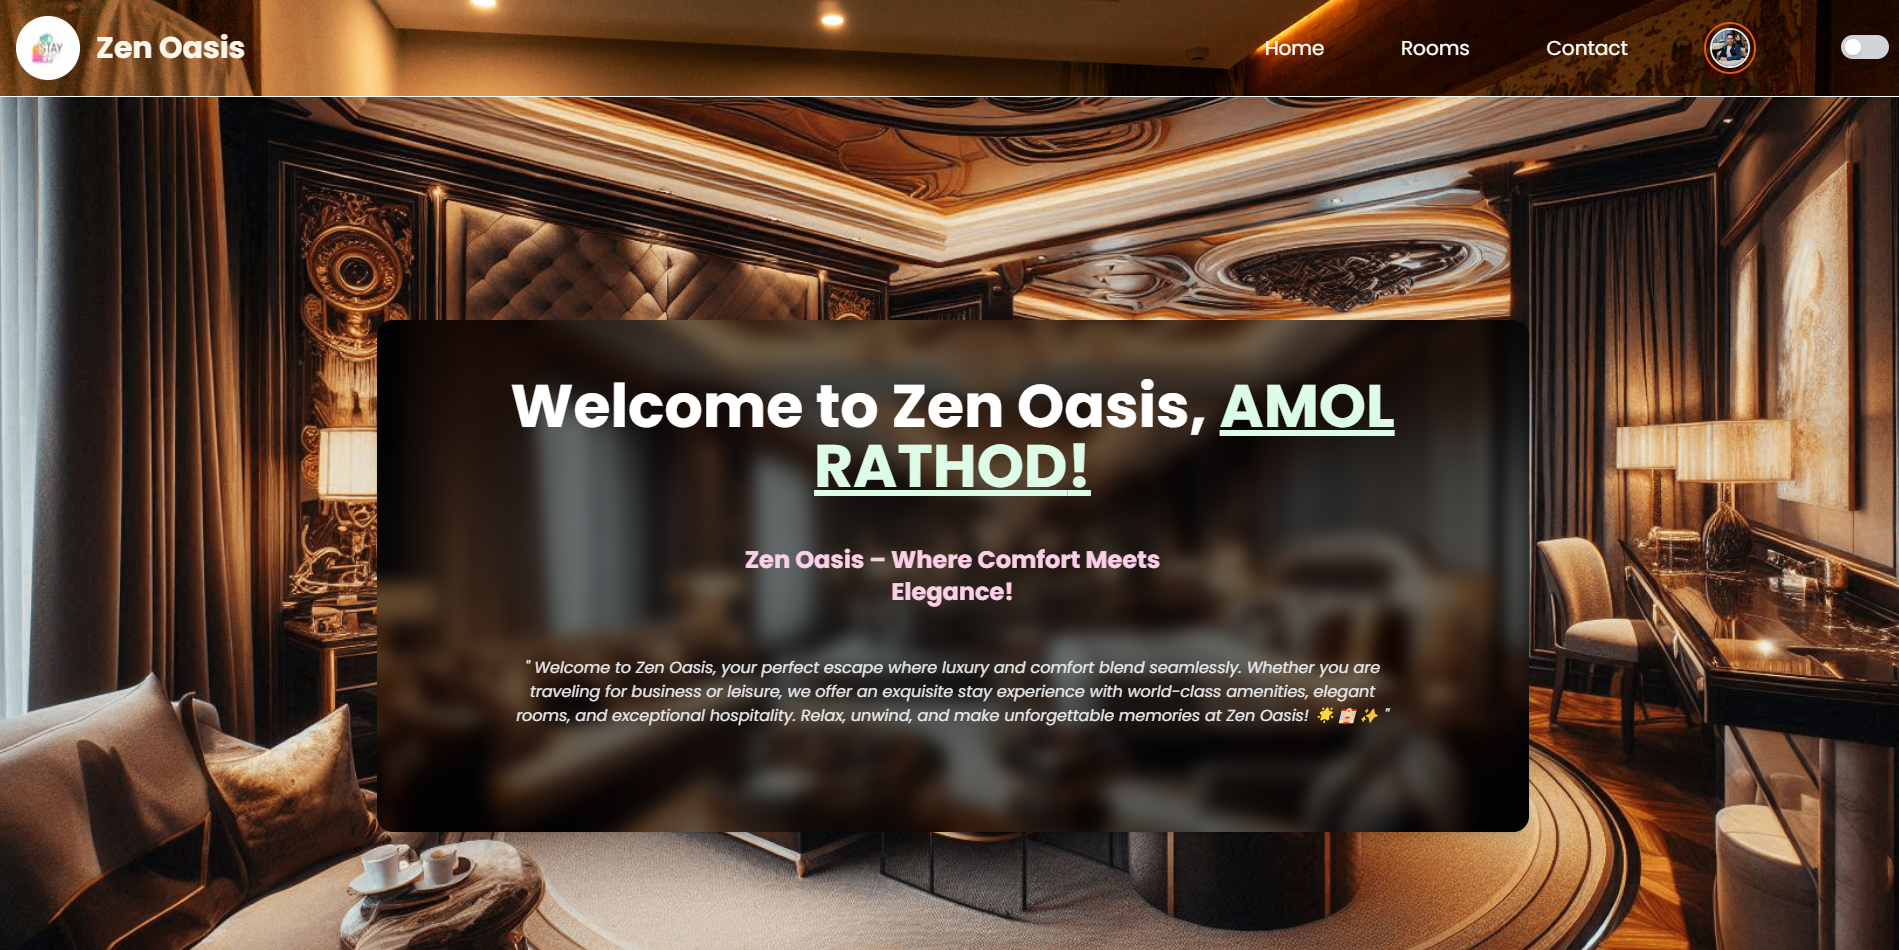 STAY
Zen Oasis
Home
Rooms
Contact
Welcome to Zen Oasis, AMOL
RATHOD!
Zen Oasis – Where Comfort Meets
Elegance!
" Welcome to Zen Oasis, your perfect escape where luxury and comfort blend seamlessly. Whether you are
traveling for business or leisure, we offer an exquisite stay experience with world-class amenities, elegant
rooms, and exceptional hospitality. Relax, unwind, and make unforgettable memories at Zen Oasis! 🌟 🏨 ✨ "